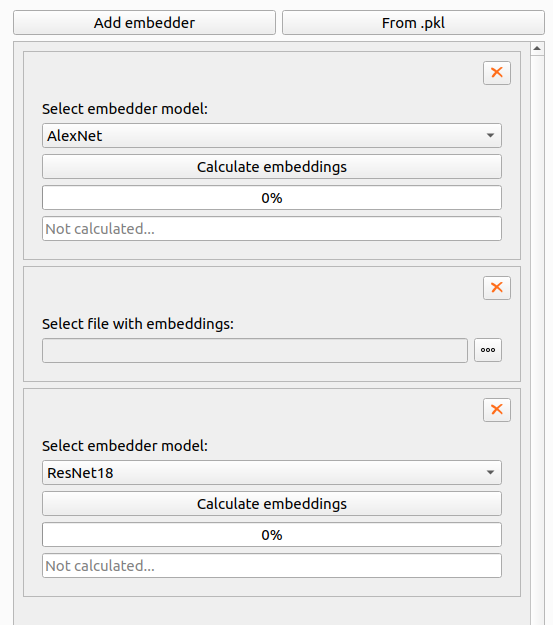 Add embedder
From .pkl
Select embedder model:
AlexNet
Calculate embeddings
0%
Not calculated...
Select file with embeddings:
Select embedder model:
ResNet18
Calculate embeddings
0%
Not calculated...